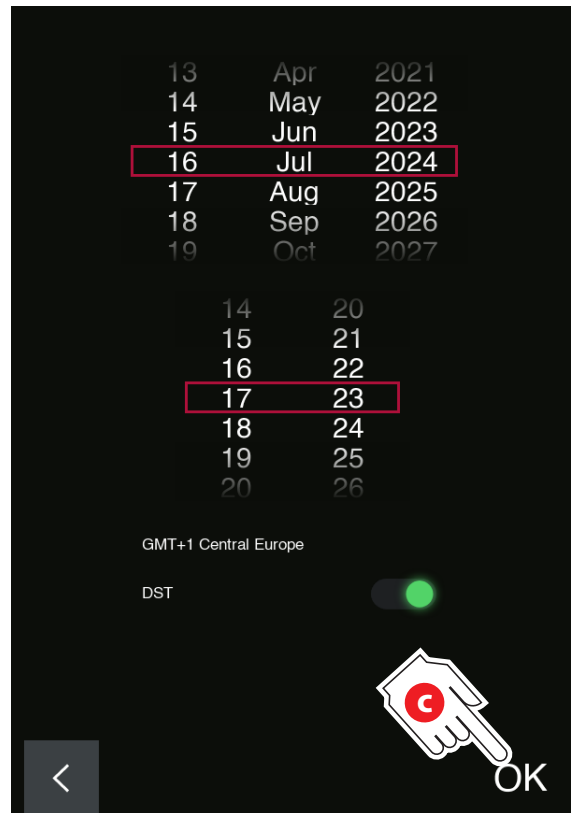 13 Apr 2021
14 May 2022
15 Jun 2023
16 Jul 2024
17 Aug 2025
18 Sep 2026
19 Oct 2027
14 20
15 21
16 22
17 23
18 24
19 25
20 26
GMT+1 Central Europe
DST
C
< OK